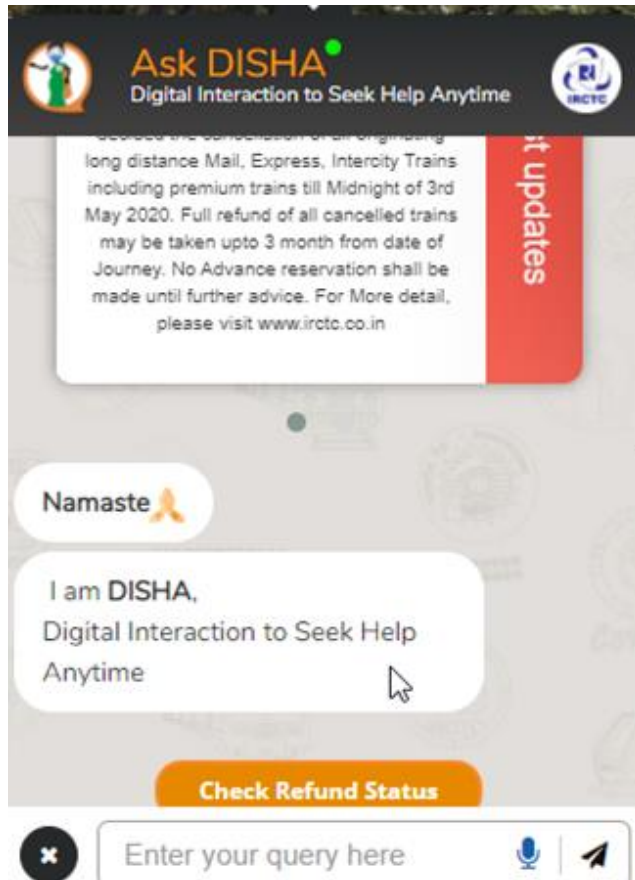 Ask DISHA
Digital Interaction to Seek Help Anytime
IRCTC
long distance Mail, Express, Intercity Trains
including premium trains till Midnight of 3rd
May 2020. Full refund of all cancelled trains
may be taken upto 3 month from date of
Journey. No Advance reservation shall be
made until further advice. For More detail,
please visit www.irctc.co.in
updates
Namaste
I am DISHA,
Digital Interaction to Seek Help
Anytime
Check Refund Status
Enter your query here